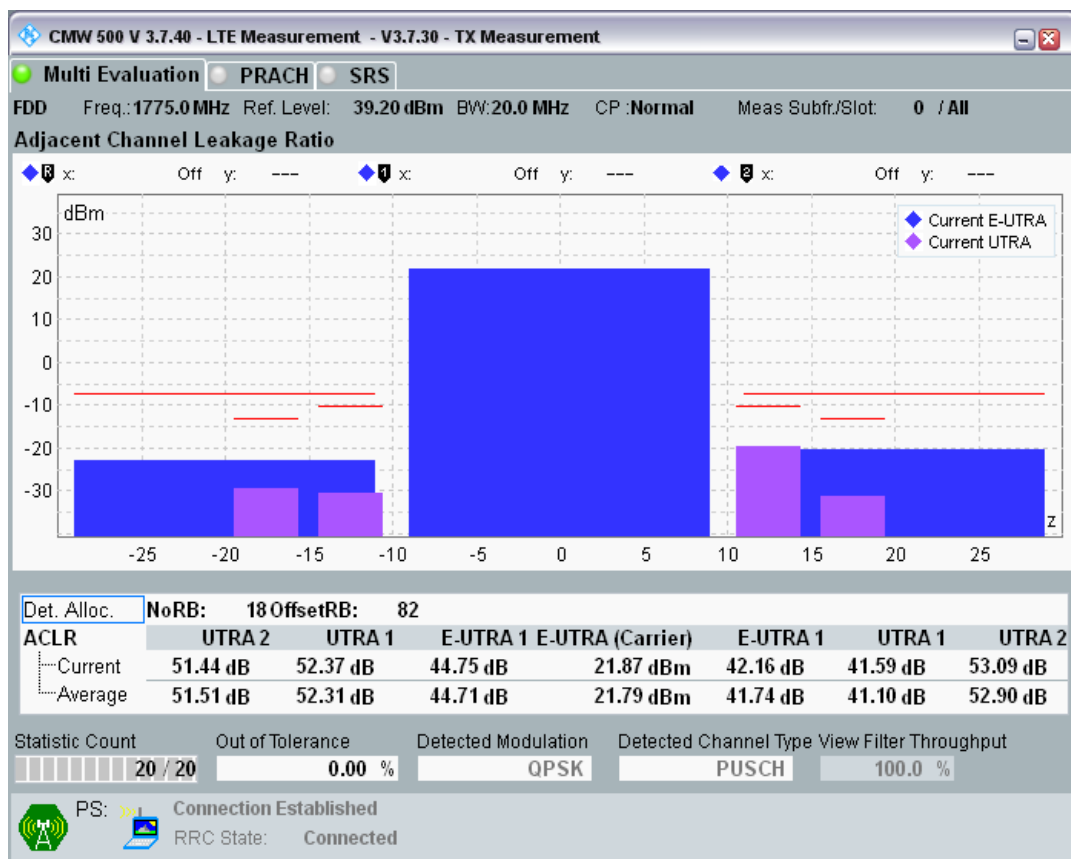 CMW 500 V 3.7.40 - LTE Measurement - V3.7.30 - TX Measurement
Multi Evaluation PRACH SRS
FDD Freq.:1775.0 MHz Ref. Level: 39.20 dBm BW:20.0 MHz CP :Normal Meas Subfr./Slot: 0 / All
Adjacent Channel Leakage Ratio
R x: Off y: --- 1 x: Off y: --- 2 x: Off y: ---
dBm
Current E-UTRA
Current UTRA
30
20
10
0
-10
-20
-30
z
-25 -20 -15 -10 -5 0 5 10 15 20 25
Det. Alloc. NoRB: 18 OffsetRB: 82
ACLR UTRA 2 UTRA 1 E-UTRA 1 E-UTRA (Carrier) E-UTRA 1 UTRA 1 UTRA 2
Current 51.44 dB 52.37 dB 44.75 dB 21.87 dBm 42.16 dB 41.59 dB 53.09 dB
Average 51.51 dB 52.31 dB 44.71 dB 21.79 dBm 41.74 dB 41.10 dB 52.90 dB
Statistic Count Out of Tolerance Detected Modulation Detected Channel Type View Filter Throughput
20 / 20 0.00 % QPSK PUSCH 100.0 %
PS: Connection Established
RRC State: Connected